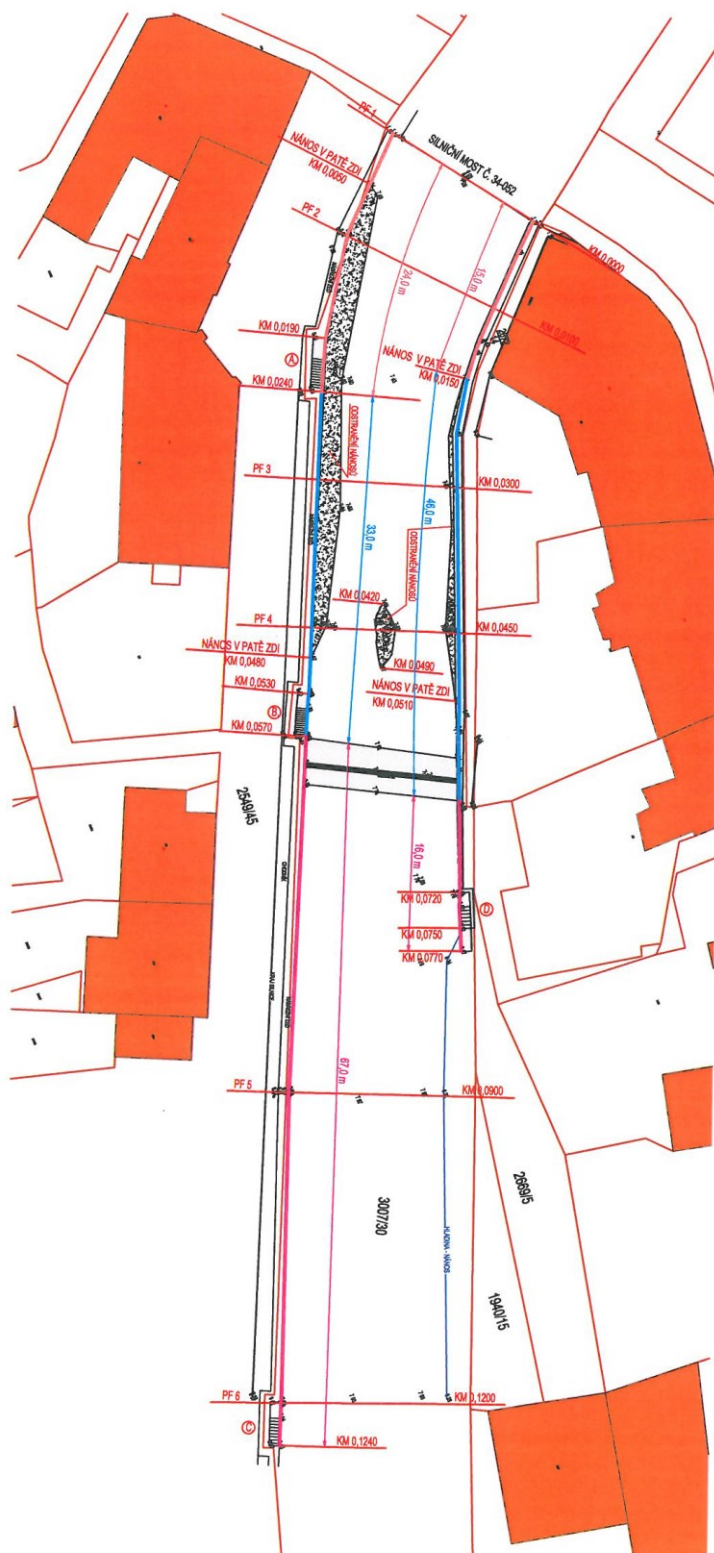 PF 1
SILNIČNÍ MOST Č. 34-052
NÁNOS V PATĚ ZDI
KM 0,0050
PF 2
KM 0,0000
24,0 m
15,0 m
KM 0,0100
KM 0,0190
A
NÁNOS V PATĚ ZDI
KM 0,0150
KM 0,0240
ODSTRANĚNÍ NÁNOSŮ
PF 3
KM 0,0300
46,0 m
33,0 m
ODSTRANĚNÍ NÁNOSŮ
KM 0,0420
PF 4
KM 0,0450
NÁNOS V PATĚ ZDI
KM 0,0480
KM 0,0490
KM 0,0530
NÁNOS V PATĚ ZDI
KM 0,0510
B
KM 0,0570
2549/45
16,0 m
CHODNÍK
KM 0,0720
D
KM 0,0750
KM 0,0770
67,0 m
PF 5
KM 0,0900
2669/5
3007/30
HLADINA - NÁNOS
1940/15
PF 6
KM 0,1200
C
KM 0,1240